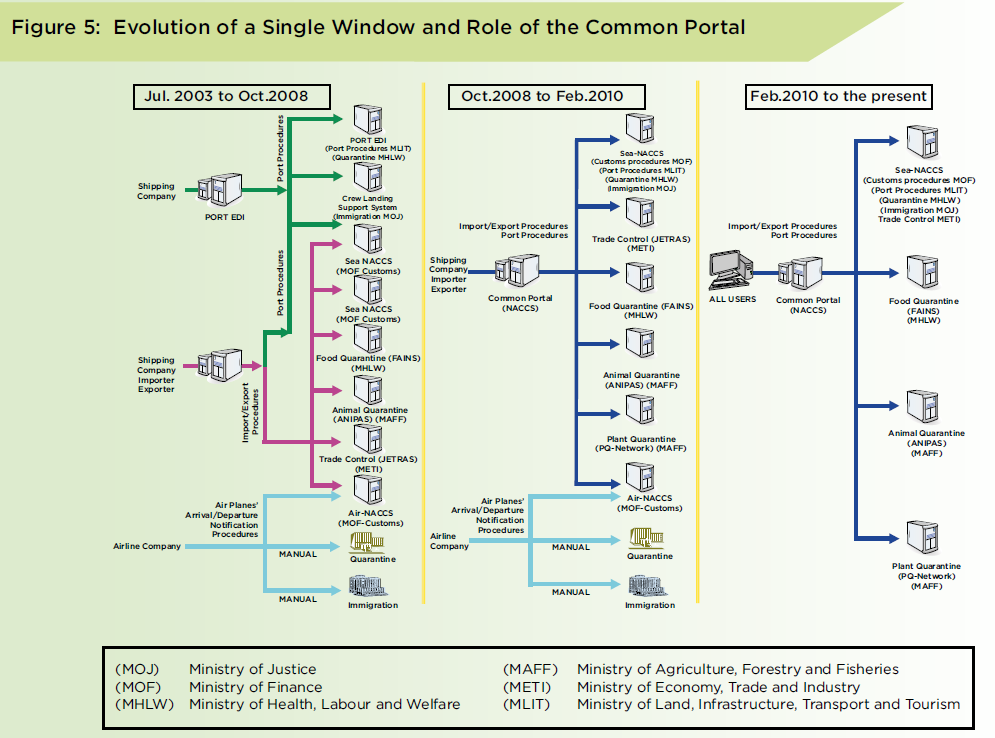 Figure 5: Evolution of a Single Window and Role of the Common Portal
Jul. 2003 to Oct.2008
Port Procedures
PORT EDI
(Port Procedures MLIT)
(Quarantine MHLW)
Shipping
Company
PORT EDI
Crew Landing
Support System
(Immigration MOJ)
Port Procedures
Sea NACCS
(MOF Customs)
Sea NACCS
(MOF Customs)
Shipping
Company
Importer
Exporter
Food Quarantine (FAINS)
(MHLW)
Import/Export
Procedures
Animal Quarantine
(ANIPAS) (MAFF)
Trade Control (JETRAS)
(METI)
Air Planes'
Arrival/Departure
Notification
Procedures
Air-NACCS
(MOF-Customs)
Airline Company
MANUAL
Quarantine
MANUAL
Immigration
Oct.2008 to Feb.2010
Sea-NACCS
(Customs procedures MOF)
(Port Procedures MLIT)
(Quarantine MHLW)
(Immigration MOJ)
Import/Export Procedures
Port Procedures
Trade Control (JETRAS)
(METI)
Shipping
Company
Importer
Exporter
Common Portal
(NACCS)
Food Quarantine (FAINS)
(MHLW)
Animal Quarantine
(ANIPAS) (MAFF)
Plant Quarantine
(PQ-Network) (MAFF)
Air Planes'
Arrival/Departure
Notification
Procedures
Air-NACCS
(MOF-Customs)
Airline
Company
MANUAL
Quarantine
MANUAL
Immigration
Feb.2010 to the present
Sea-NACCS
(Customs procedures MOF)
(Port Procedures MLIT)
(Quarantine MHLW)
(Immigration MOJ)
Trade Control METI)
Import/Export Procedures
Port Procedures
ALL USERS
Common Portal
(NACCS)
Food Quarantine
(FAINS)
(MHLW)
Animal Quarantine
(ANIPAS)
(MAFF)
Plant Quarantine
(PQ-Network)
(MAFF)
(MOJ) Ministry of Justice
(MOF) Ministry of Finance
(MHLW) Ministry of Health, Labour and Welfare
(MAFF) Ministry of Agriculture, Forestry and Fisheries
(METI) Ministry of Economy, Trade and Industry
(MLIT) Ministry of Land, Infrastructure, Transport and Tourism